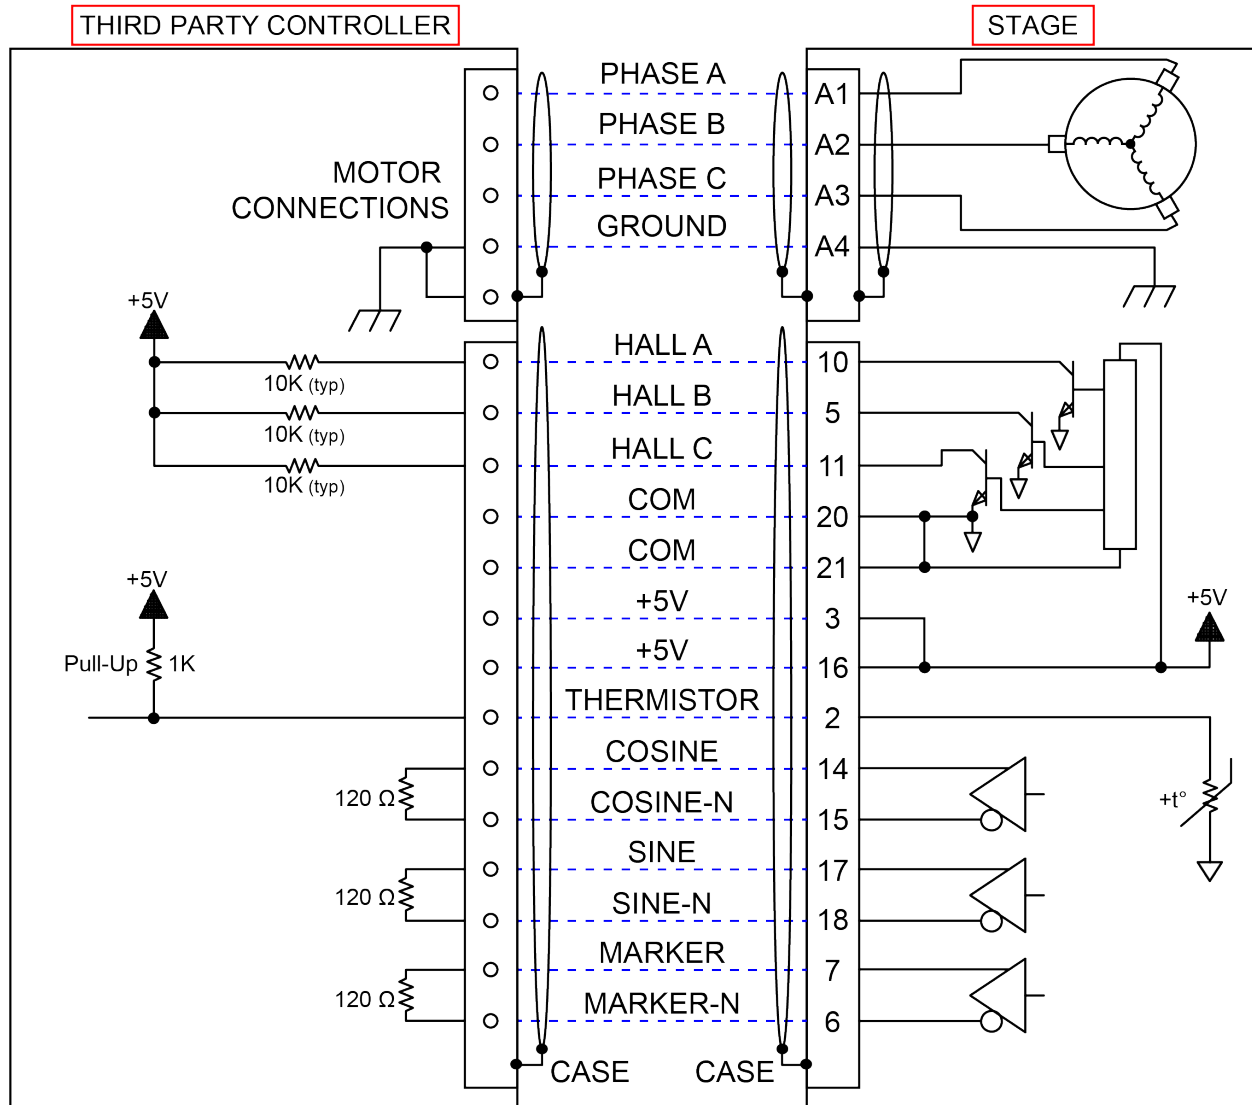 THIRD PARTY CONTROLLER
STAGE
PHASE A
A1
PHASE B
A2
MOTOR
CONNECTIONS
PHASE C
A3
GROUND
A4
+5V
HALL A
10
10K (typ)
HALL B
5
10K (typ)
HALL C
11
10K (typ)
COM
20
COM
21
+5V
+5V
3
+5V
+5V
16
Pull-Up
1K
THERMISTOR
2
COSINE
14
120 Ω
COSINE-N
15
+t°
SINE
17
120 Ω
SINE-N
18
MARKER
7
120 Ω
MARKER-N
6
CASE
CASE